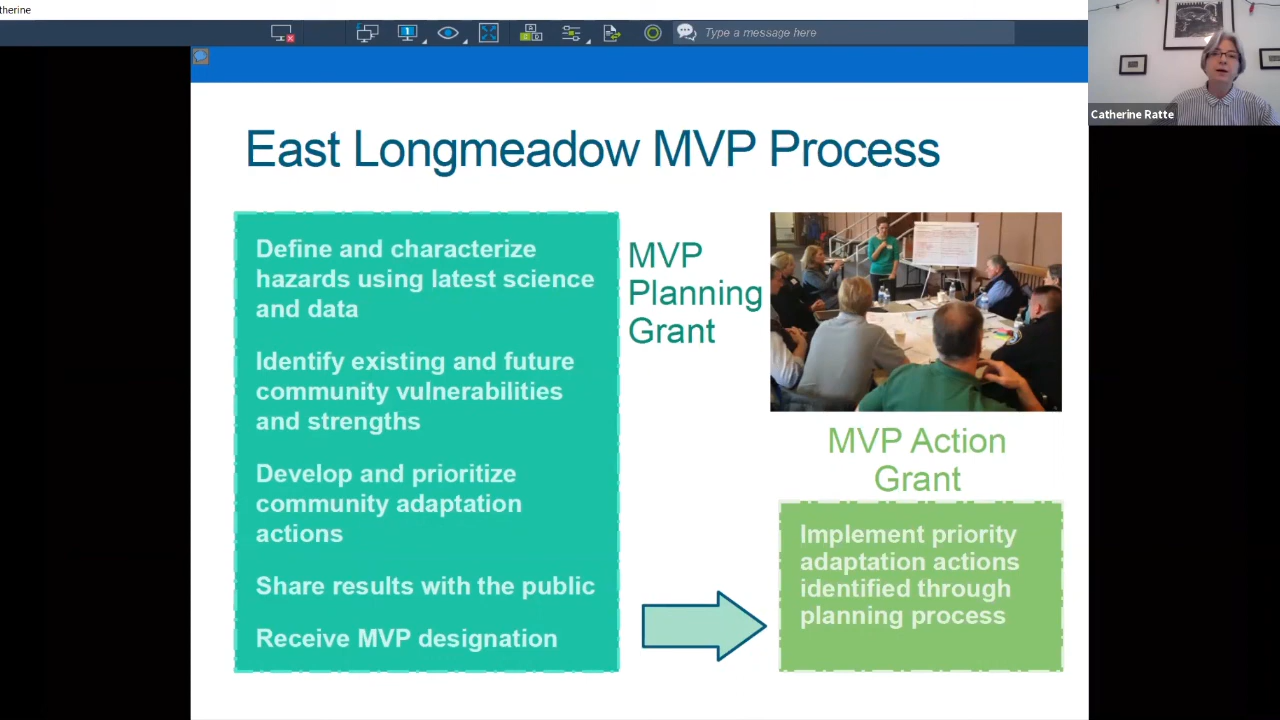 therine
1
Type a message here
Catherine Ratte
East Longmeadow MVP Process
Define and characterize
hazards using latest science
and data
Identify existing and future
community vulnerabilities
and strengths
Develop and prioritize
community adaptation
actions
Share results with the public
Receive MVP designation
MVP
Planning
Grant
MVP Action
Grant
Implement priority
adaptation actions
identified through
planning process